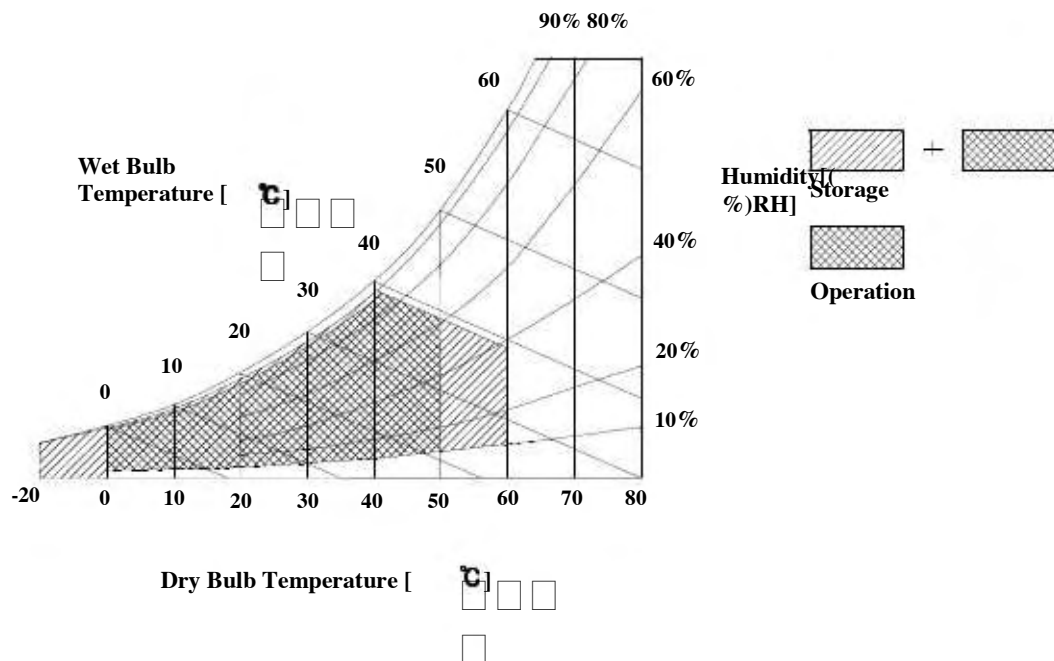 90% 80%
60
60%
Wet Bulb
Temperature [ ℃]
50
Humidity[(
%)RH]
+
Storage
40
40%
30
Operation
20
20%
10
0
10%
-20 0 10 20 30 40 50 60 70 80
Dry Bulb Temperature [ ℃]